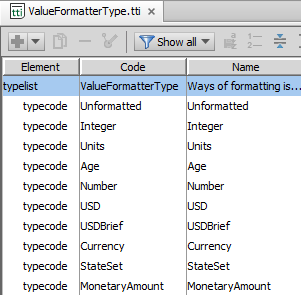 tti ValueFormatterType.tti
Show all
Element Code Name
typelist ValueFormatterType Ways of formatting is...
typecode Unformatted Unformatted
typecode Integer Integer
typecode Units Units
typecode Age Age
typecode Number Number
typecode USD USD
typecode USDBrief USDBrief
typecode Currency Currency
typecode StateSet StateSet
typecode MonetaryAmount MonetaryAmount